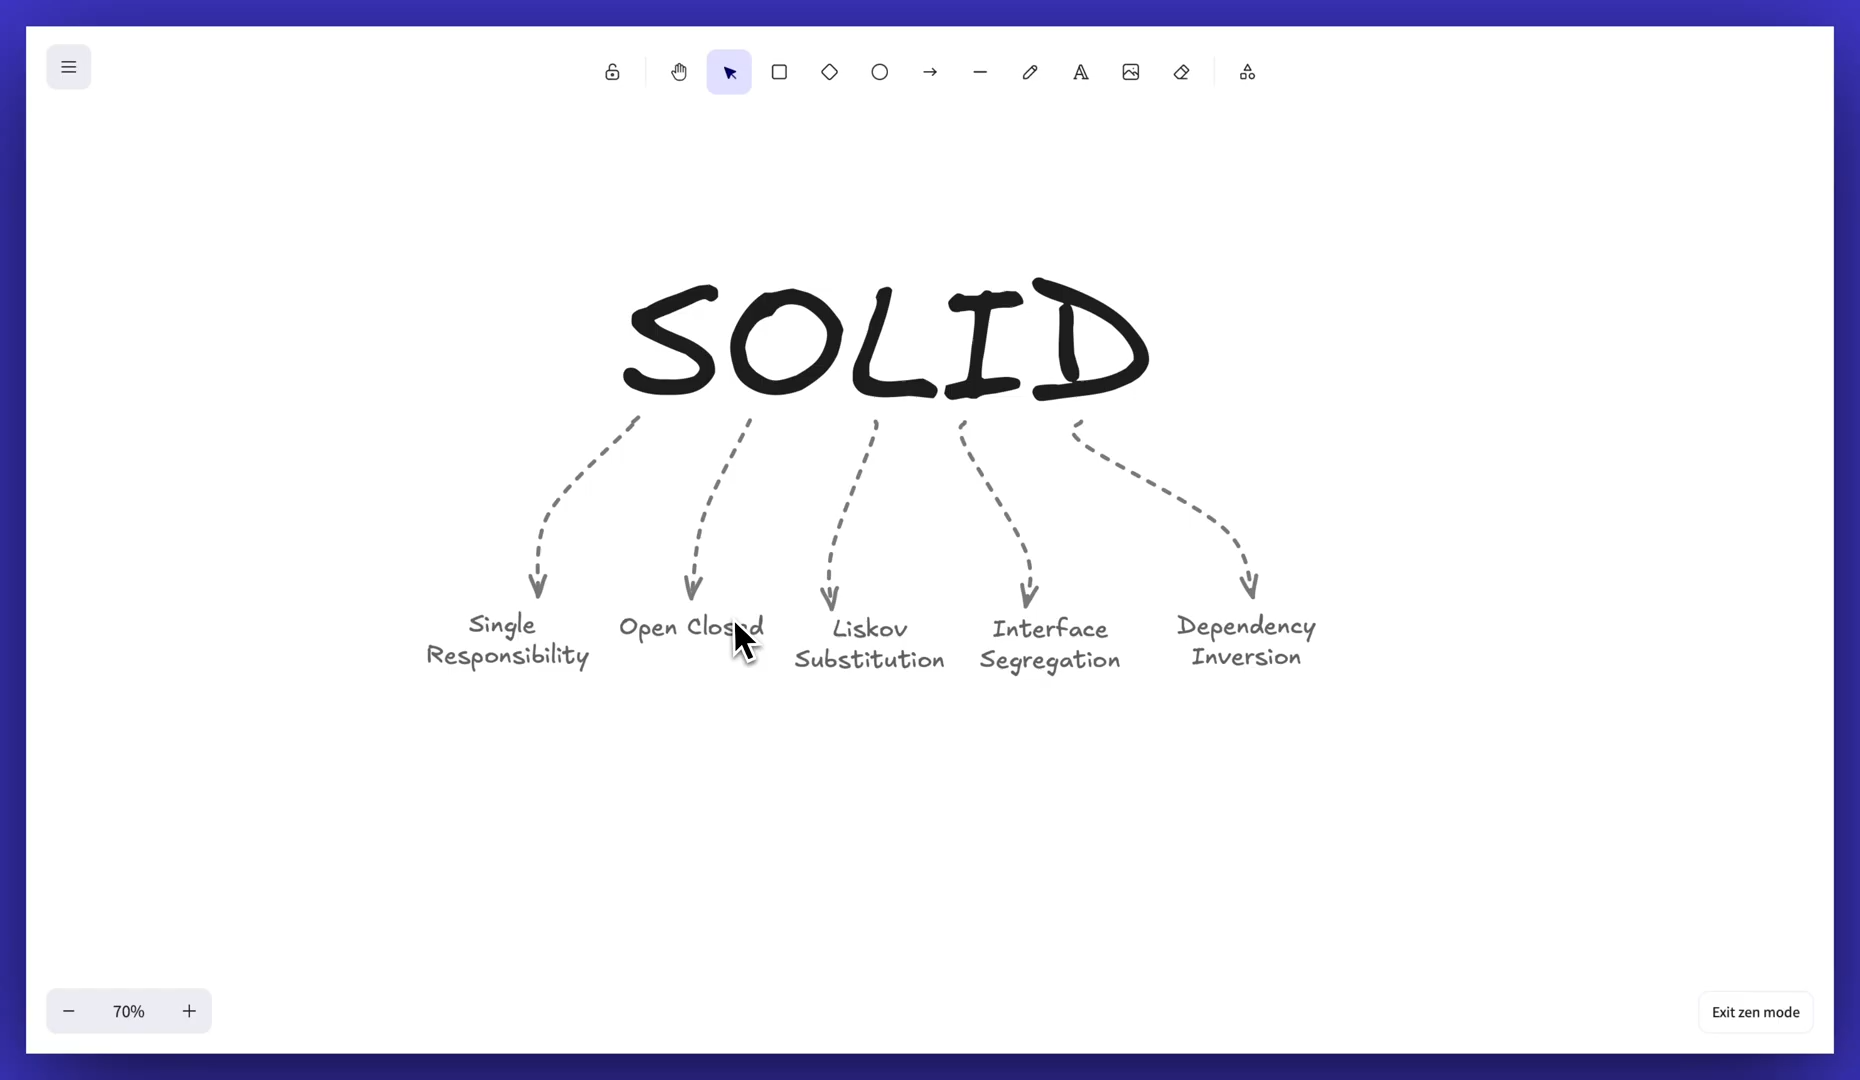 SOLID
Single
Responsibility
Open Closed
Liskov
Substitution
Interface
Segregation
Dependency
Inversion
70%
Exit zen mode